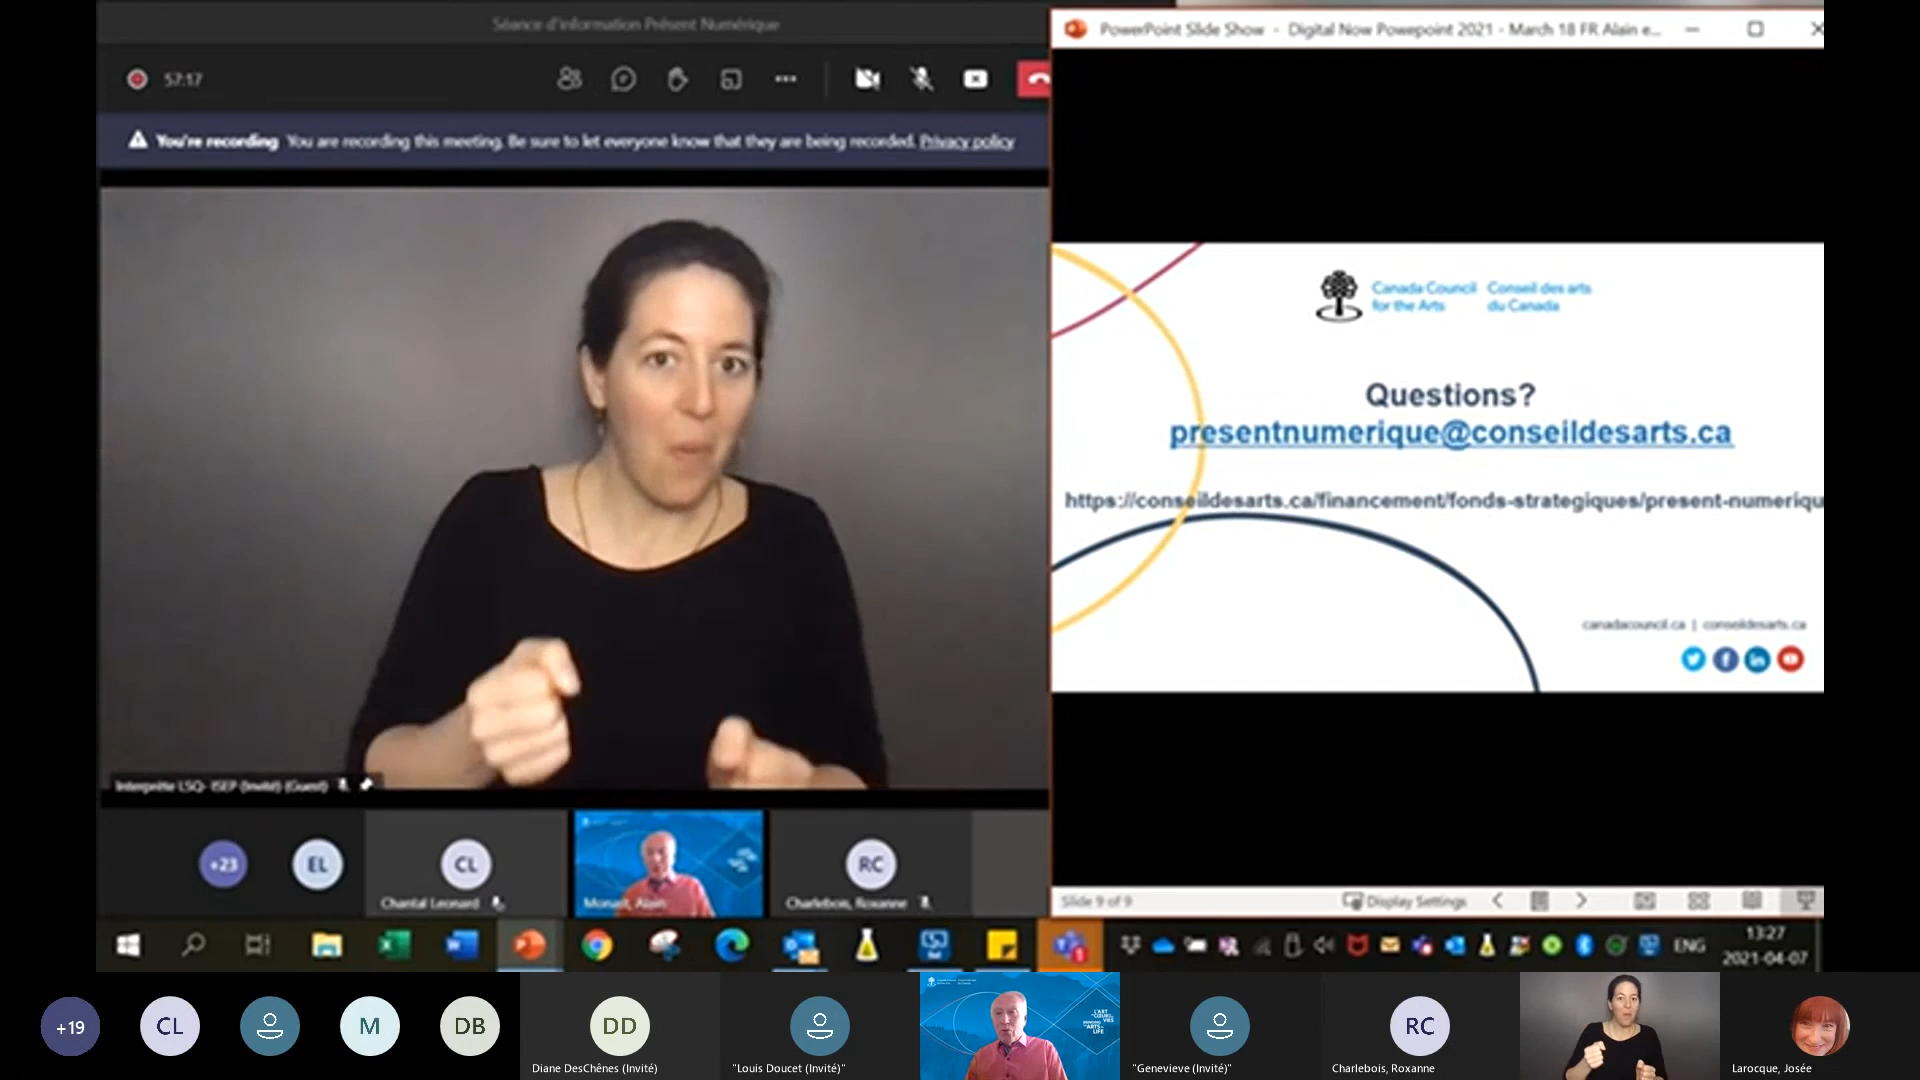 Séance d'information Présent Numérique
PowerPoint Slide Show - Digital Now Powepoint 2021 - March 18 FR Alain e...
57:17
You're recording You are recording this meeting. Be sure to let everyone know that they are being recorded. Privacy policy
Canada Council for the Arts
Conseil des arts du Canada
Questions?
presentnumerique@conseildesarts.ca
https://conseildesarts.ca/financement/fonds-strategiques/present-numeriqu
canadacouncil.ca | conseildesarts.ca
Interprète LSQ- ISEP (Invité) (Guest)
+23
EL
CL
Chantal Leonard
Monast, Alain
RC
Charlebois, Roxanne
Slide 9 of 9
Display Settings
ENG
13:27
2021-04-07
+19
CL
M
DB
DD
Diane DesChênes (Invité)
"Louis Doucet (Invité)"
"Genevieve (Invité)"
RC
Charlebois, Roxanne
Larocque, Josée